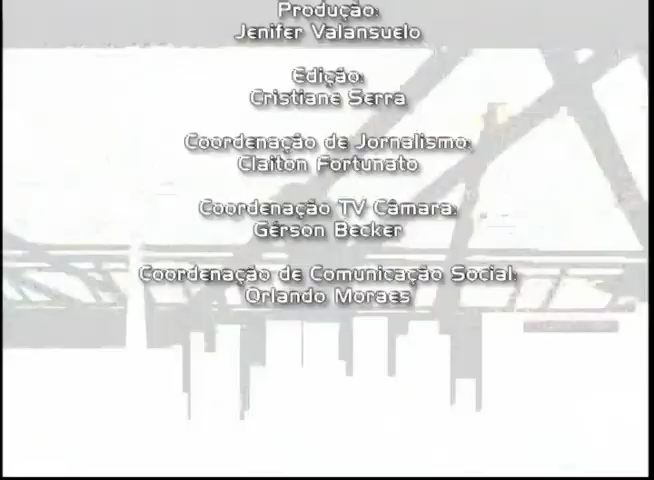 Produção:
Jenifer Valansuelo
Edição:
Cristiane Serra
Coordenação de Jornalismo:
Claiton Fortunato
Coordenação TV Câmara:
Gérson Becker
Coordenação de Comunicação Social:
Orlando Moraes